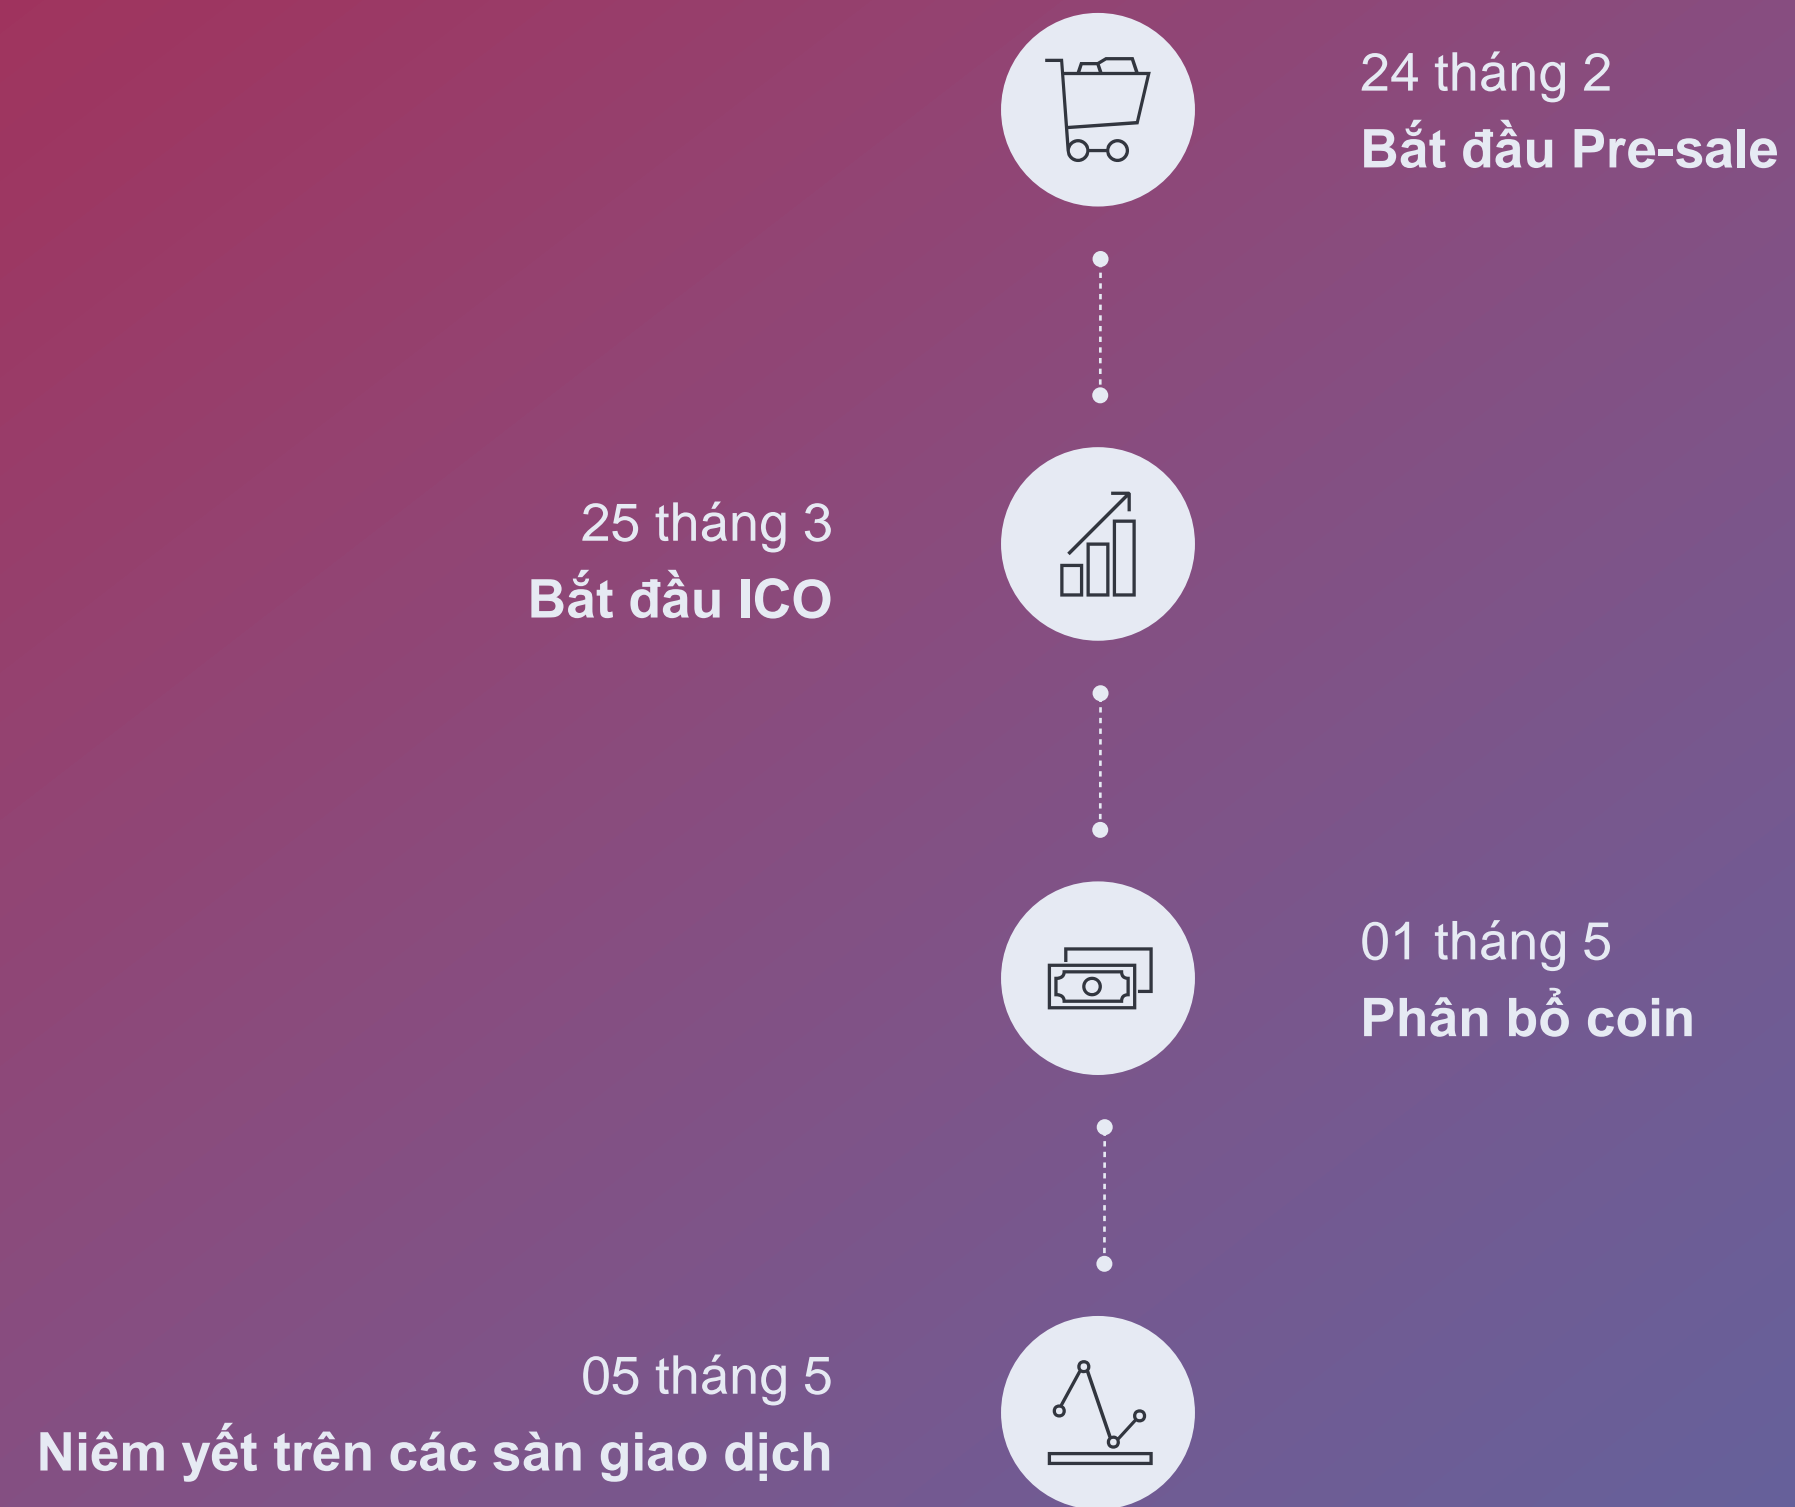 24 tháng 2
Bắt đầu Pre-sale
25 tháng 3
Bắt đầu ICO
01 tháng 5
Phân bổ coin
05 tháng 5
Niêm yết trên các sàn giao dịch